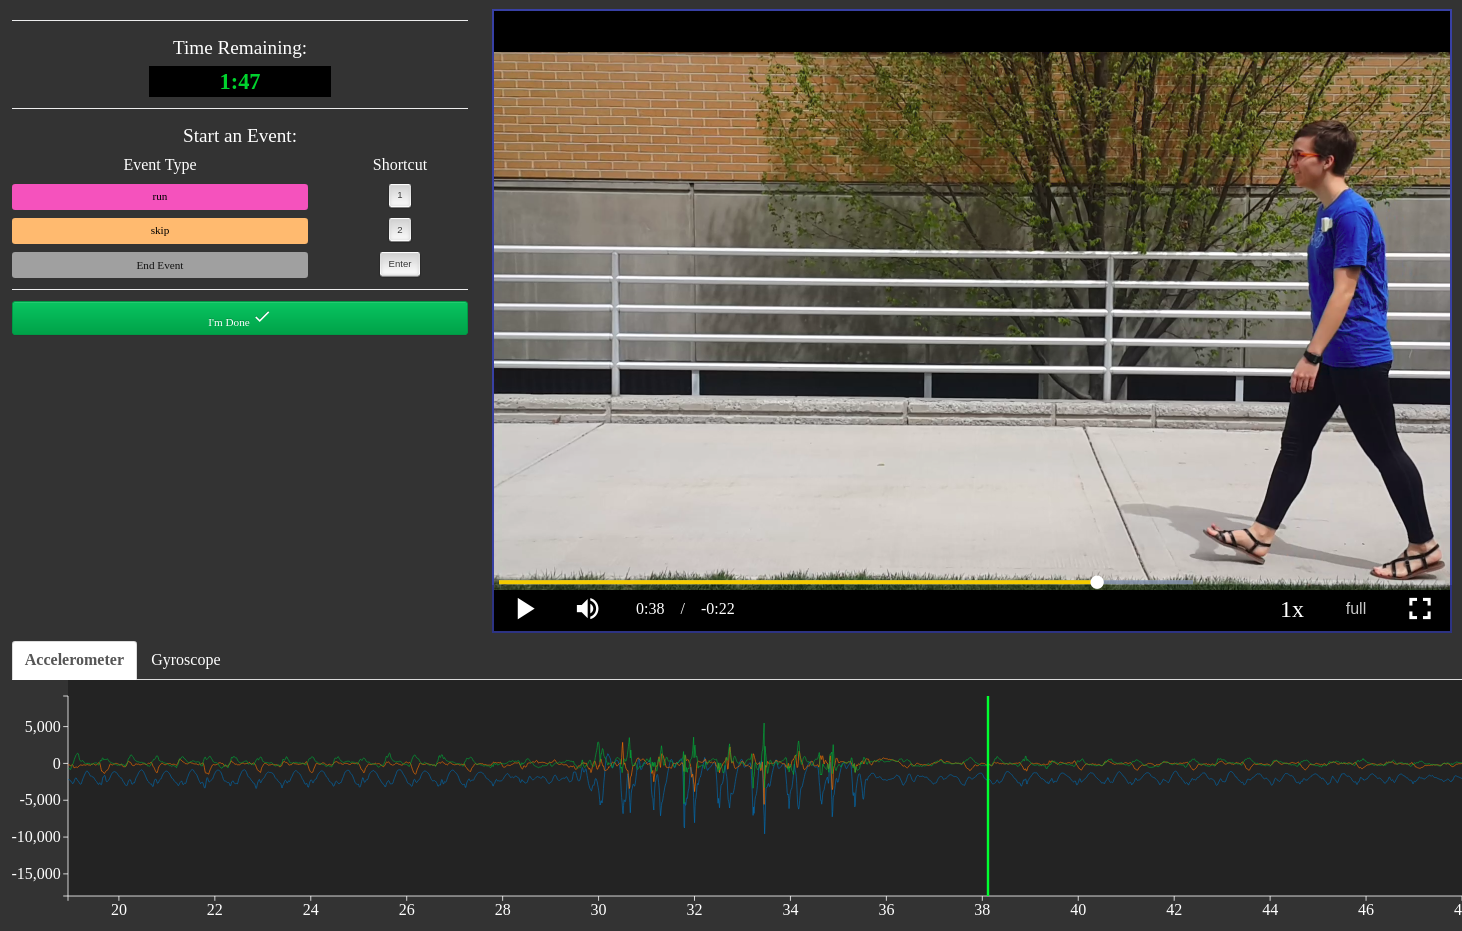 Time Remaining:
1:47
Start an Event:
Event Type Shortcut
run 1
skip 2
End Event Enter
I'm Done
0:38 / -0:22 1x full
Accelerometer Gyroscope
5,000
0
-5,000
-10,000
-15,000
20 22 24 26 28 30 32 34 36 38 40 42 44 46 4